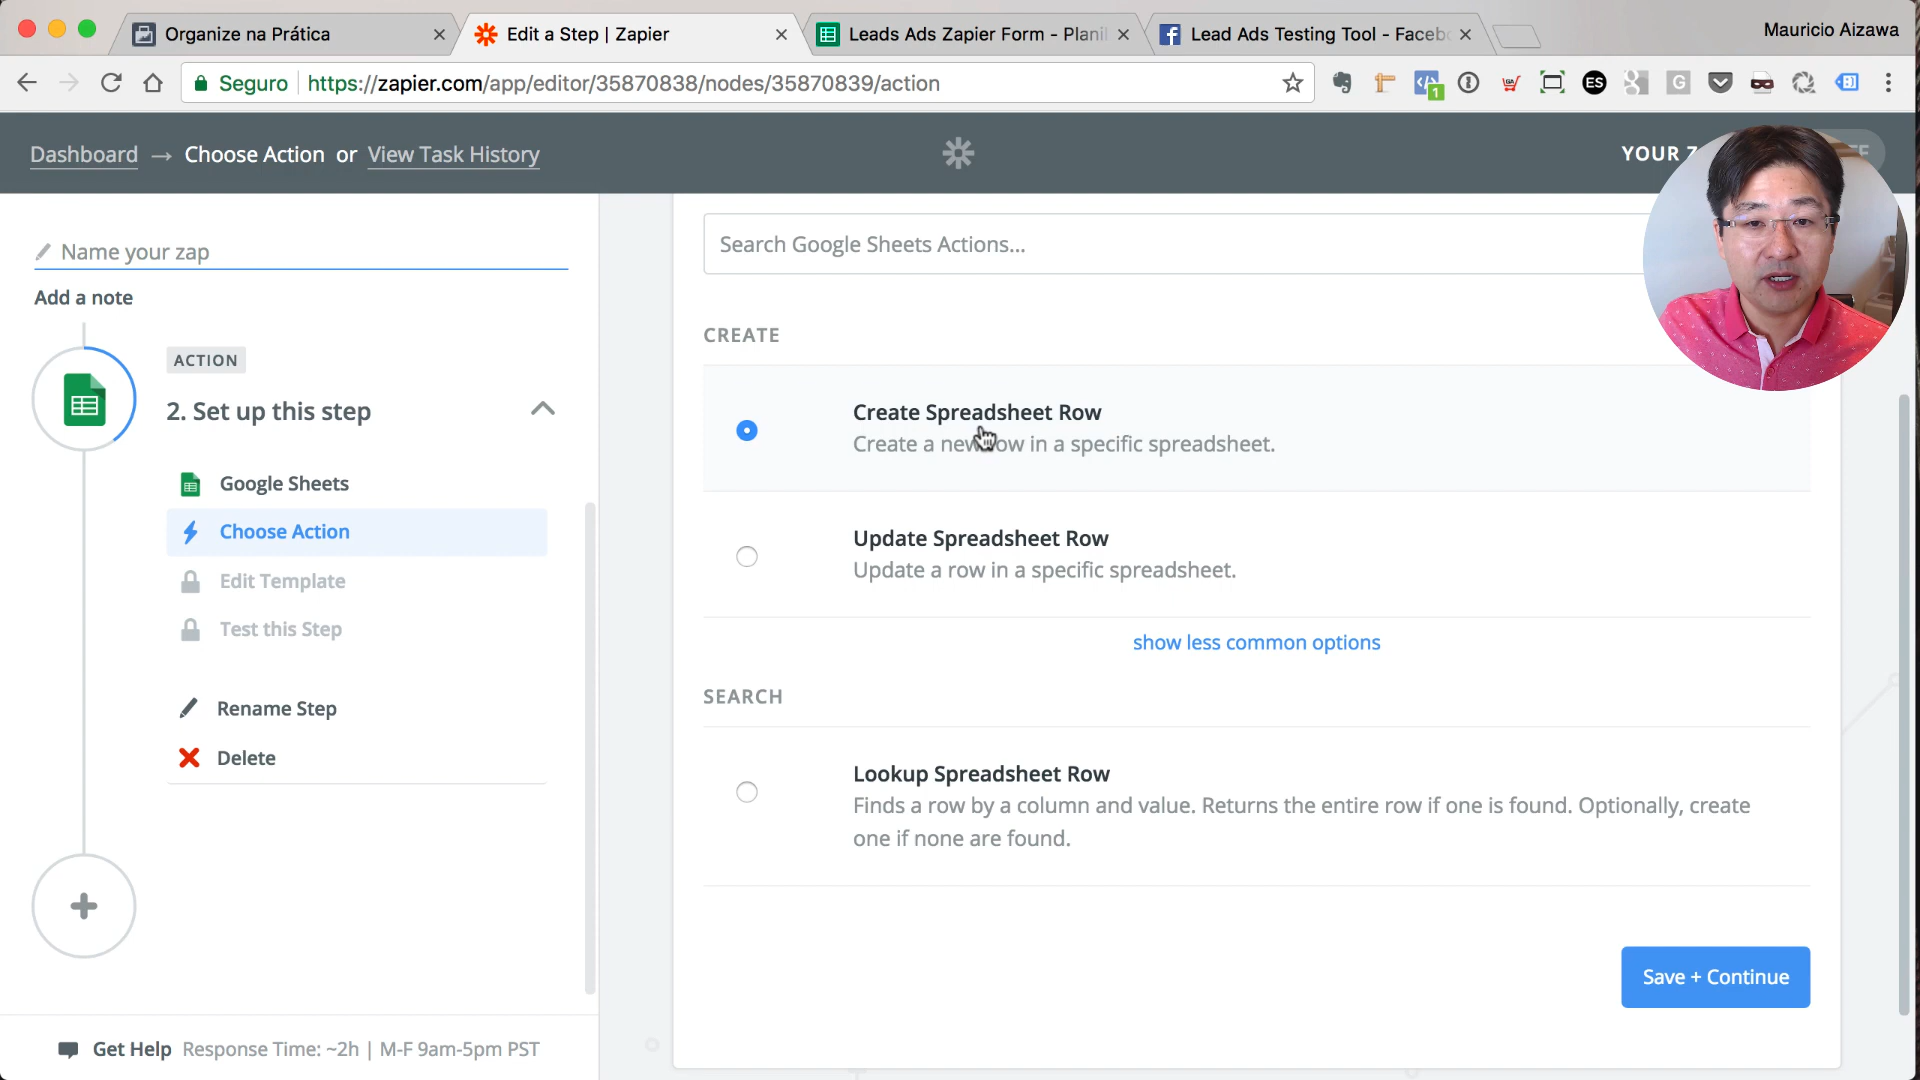 Organize na Prática
Edit a Step | Zapier
Leads Ads Zapier Form - Planil
Lead Ads Testing Tool - Faceb
Mauricio Aizawa
Seguro
https://zapier.com/app/editor/35870838/nodes/35870839/action
1
ES
G
Dashboard → Choose Action or View Task History
YOUR Z
Name your zap
Add a note
ACTION
2. Set up this step
Google Sheets
Choose Action
Edit Template
Test this Step
Rename Step
Delete
Get Help Response Time: ~2h | M-F 9am-5pm PST
Search Google Sheets Actions...
CREATE
Create Spreadsheet Row
Create a new row in a specific spreadsheet.
Update Spreadsheet Row
Update a row in a specific spreadsheet.
show less common options
SEARCH
Lookup Spreadsheet Row
Finds a row by a column and value. Returns the entire row if one is found. Optionally, create
one if none are found.
Save + Continue